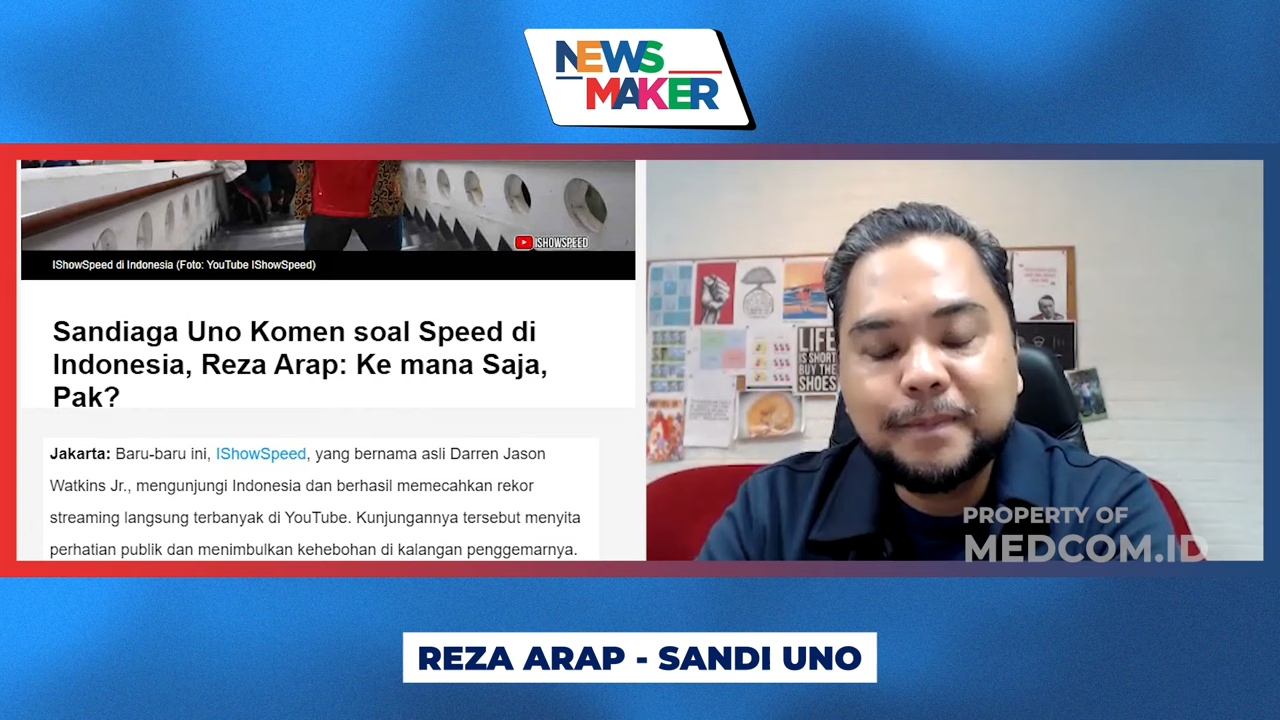 NEWS
MAKER
ISHOWSPEED
IShowSpeed di Indonesia (Foto: YouTube IShowSpeed)
Sandiaga Uno Komen soal Speed di
Indonesia, Reza Arap: Ke mana Saja,
Pak?
Jakarta: Baru-baru ini, IShowSpeed, yang bernama asli Darren Jason
Watkins Jr., mengunjungi Indonesia dan berhasil memecahkan rekor
streaming langsung terbanyak di YouTube. Kunjungannya tersebut menyita
perhatian publik dan menimbulkan kehebohan di kalangan penggemarnya.
LIFE
IS SHORT
BUY THE
SHOES
PROPERTY OF
MEDCOM.ID
REZA ARAP - SANDI UNO